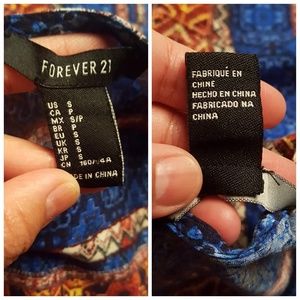 FOREVER 21
US S
CA P
MX S/P
BR P
EU S
UK S
KR S
JP S
CN 160/84A
MADE IN CHINA
FABRIQUÉ EN
CHINE
HECHO EN CHINA
FABRICADO NA
CHINA